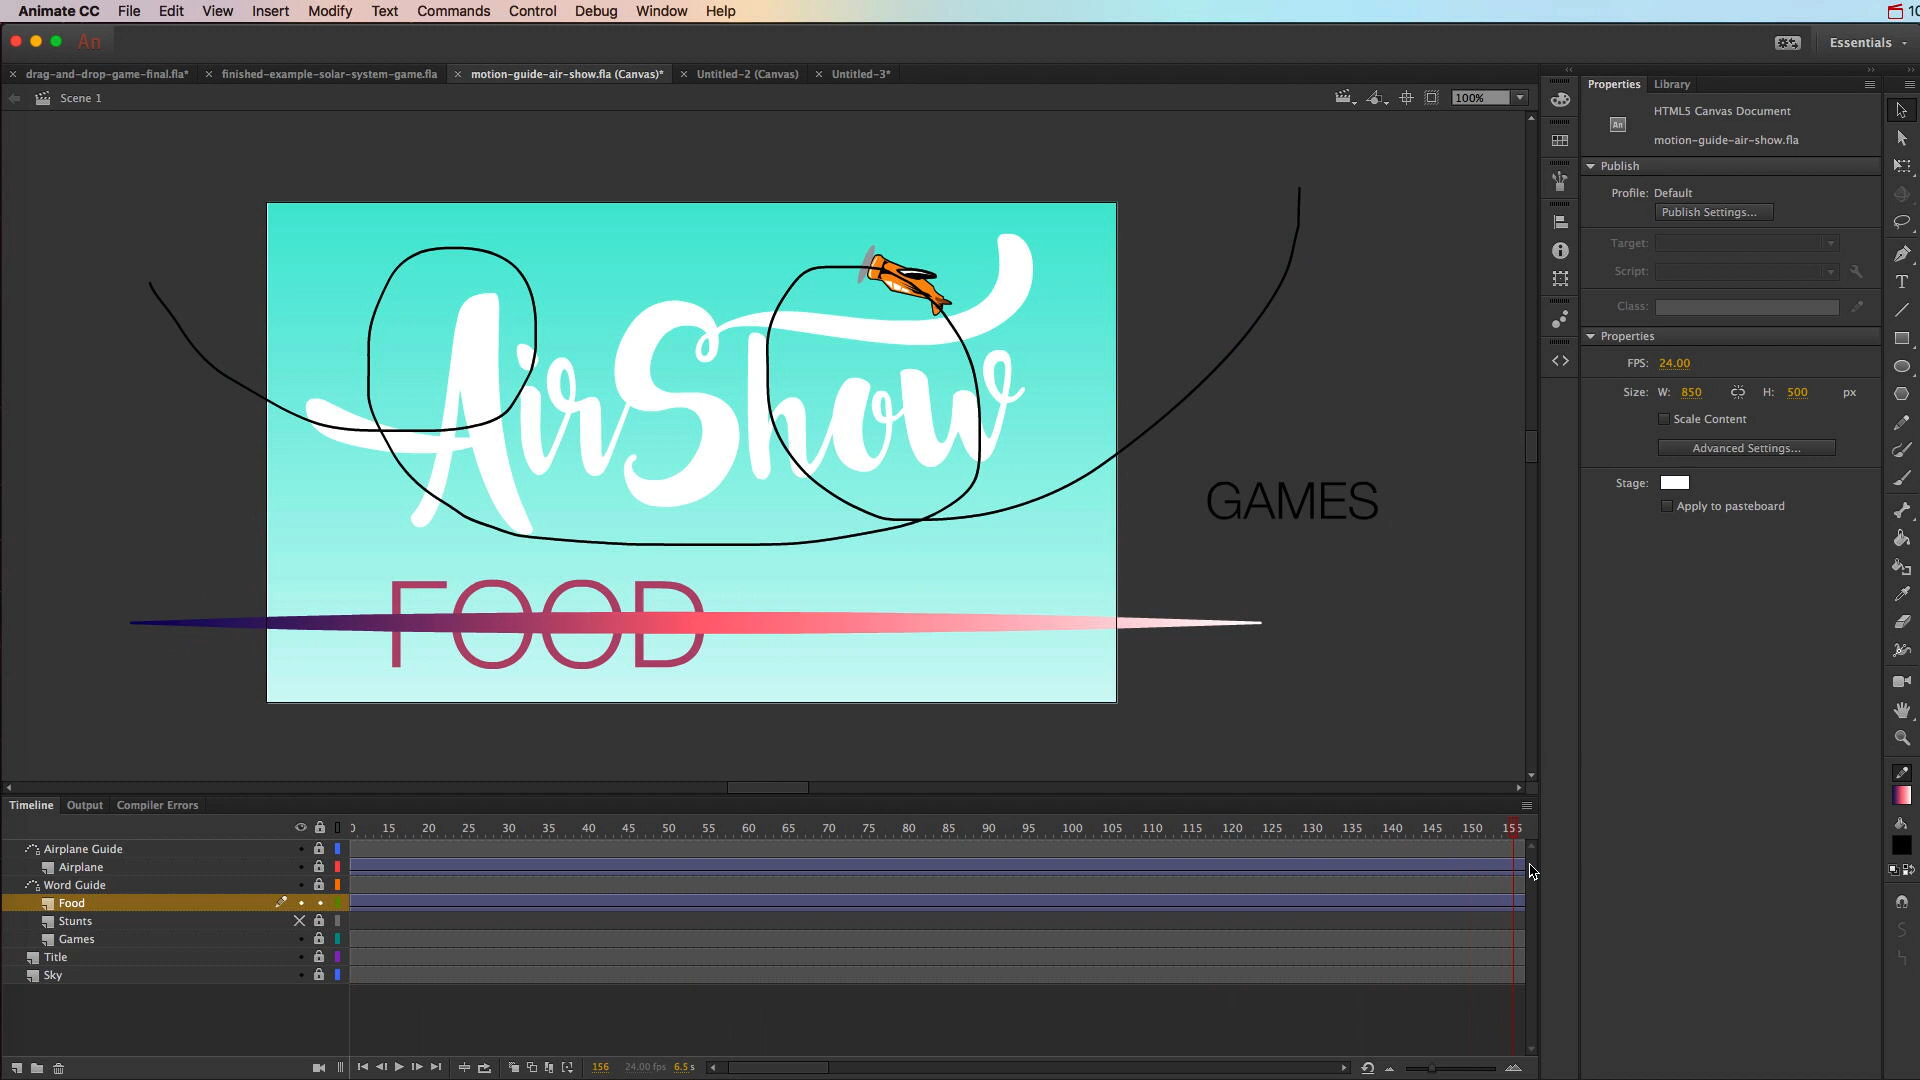 Animate CC File Edit View Insert Modify Text Commands Control Debug Window Help 10
An Essentials
drag-and-drop-game-final.fla* finished-example-solar-system-game.fla motion-guide-air-show.fla (Canvas)* Untitled-2 (Canvas) Untitled-3*
Scene 1 100%
Properties Library
HTML5 Canvas Document
An
motion-guide-air-show.fla
Publish
Profile: Default
Publish Settings...
Target:
Script:
Class:
Properties
FPS: 24.00
Size: W: 850 H: 500 px
Scale Content
Advanced Settings...
Stage:
Apply to pasteboard
AirShow
GAMES
FOOD
Timeline Output Compiler Errors
15 20 25 30 35 40 45 50 55 60 65 70 75 80 85 90 95 100 105 110 115 120 125 130 135 140 145 150 155
Airplane Guide
Airplane
Word Guide
Food
Stunts
Games
Title
Sky
156 24.00 fps 6.5 s